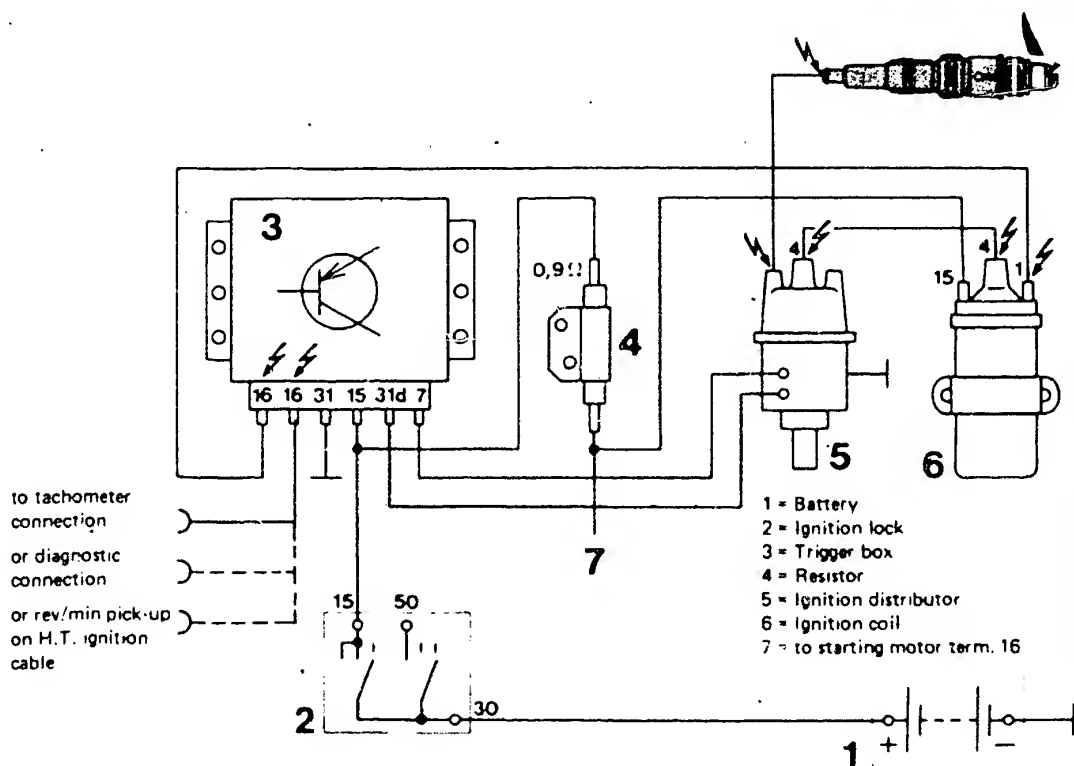 3
0,9Ω
4
4
15
4
1
16 16 31 15 31d 7
5
6
to tachometer
connection
or diagnostic
connection
or rev/min pick-up
on H.T. ignition
cable
7
1 = Battery
2 = Ignition lock
3 = Trigger box
4 = Resistor
5 = Ignition distributor
6 = Ignition coil
7 = to starting motor term. 16
15
50
2
30
1
+
−